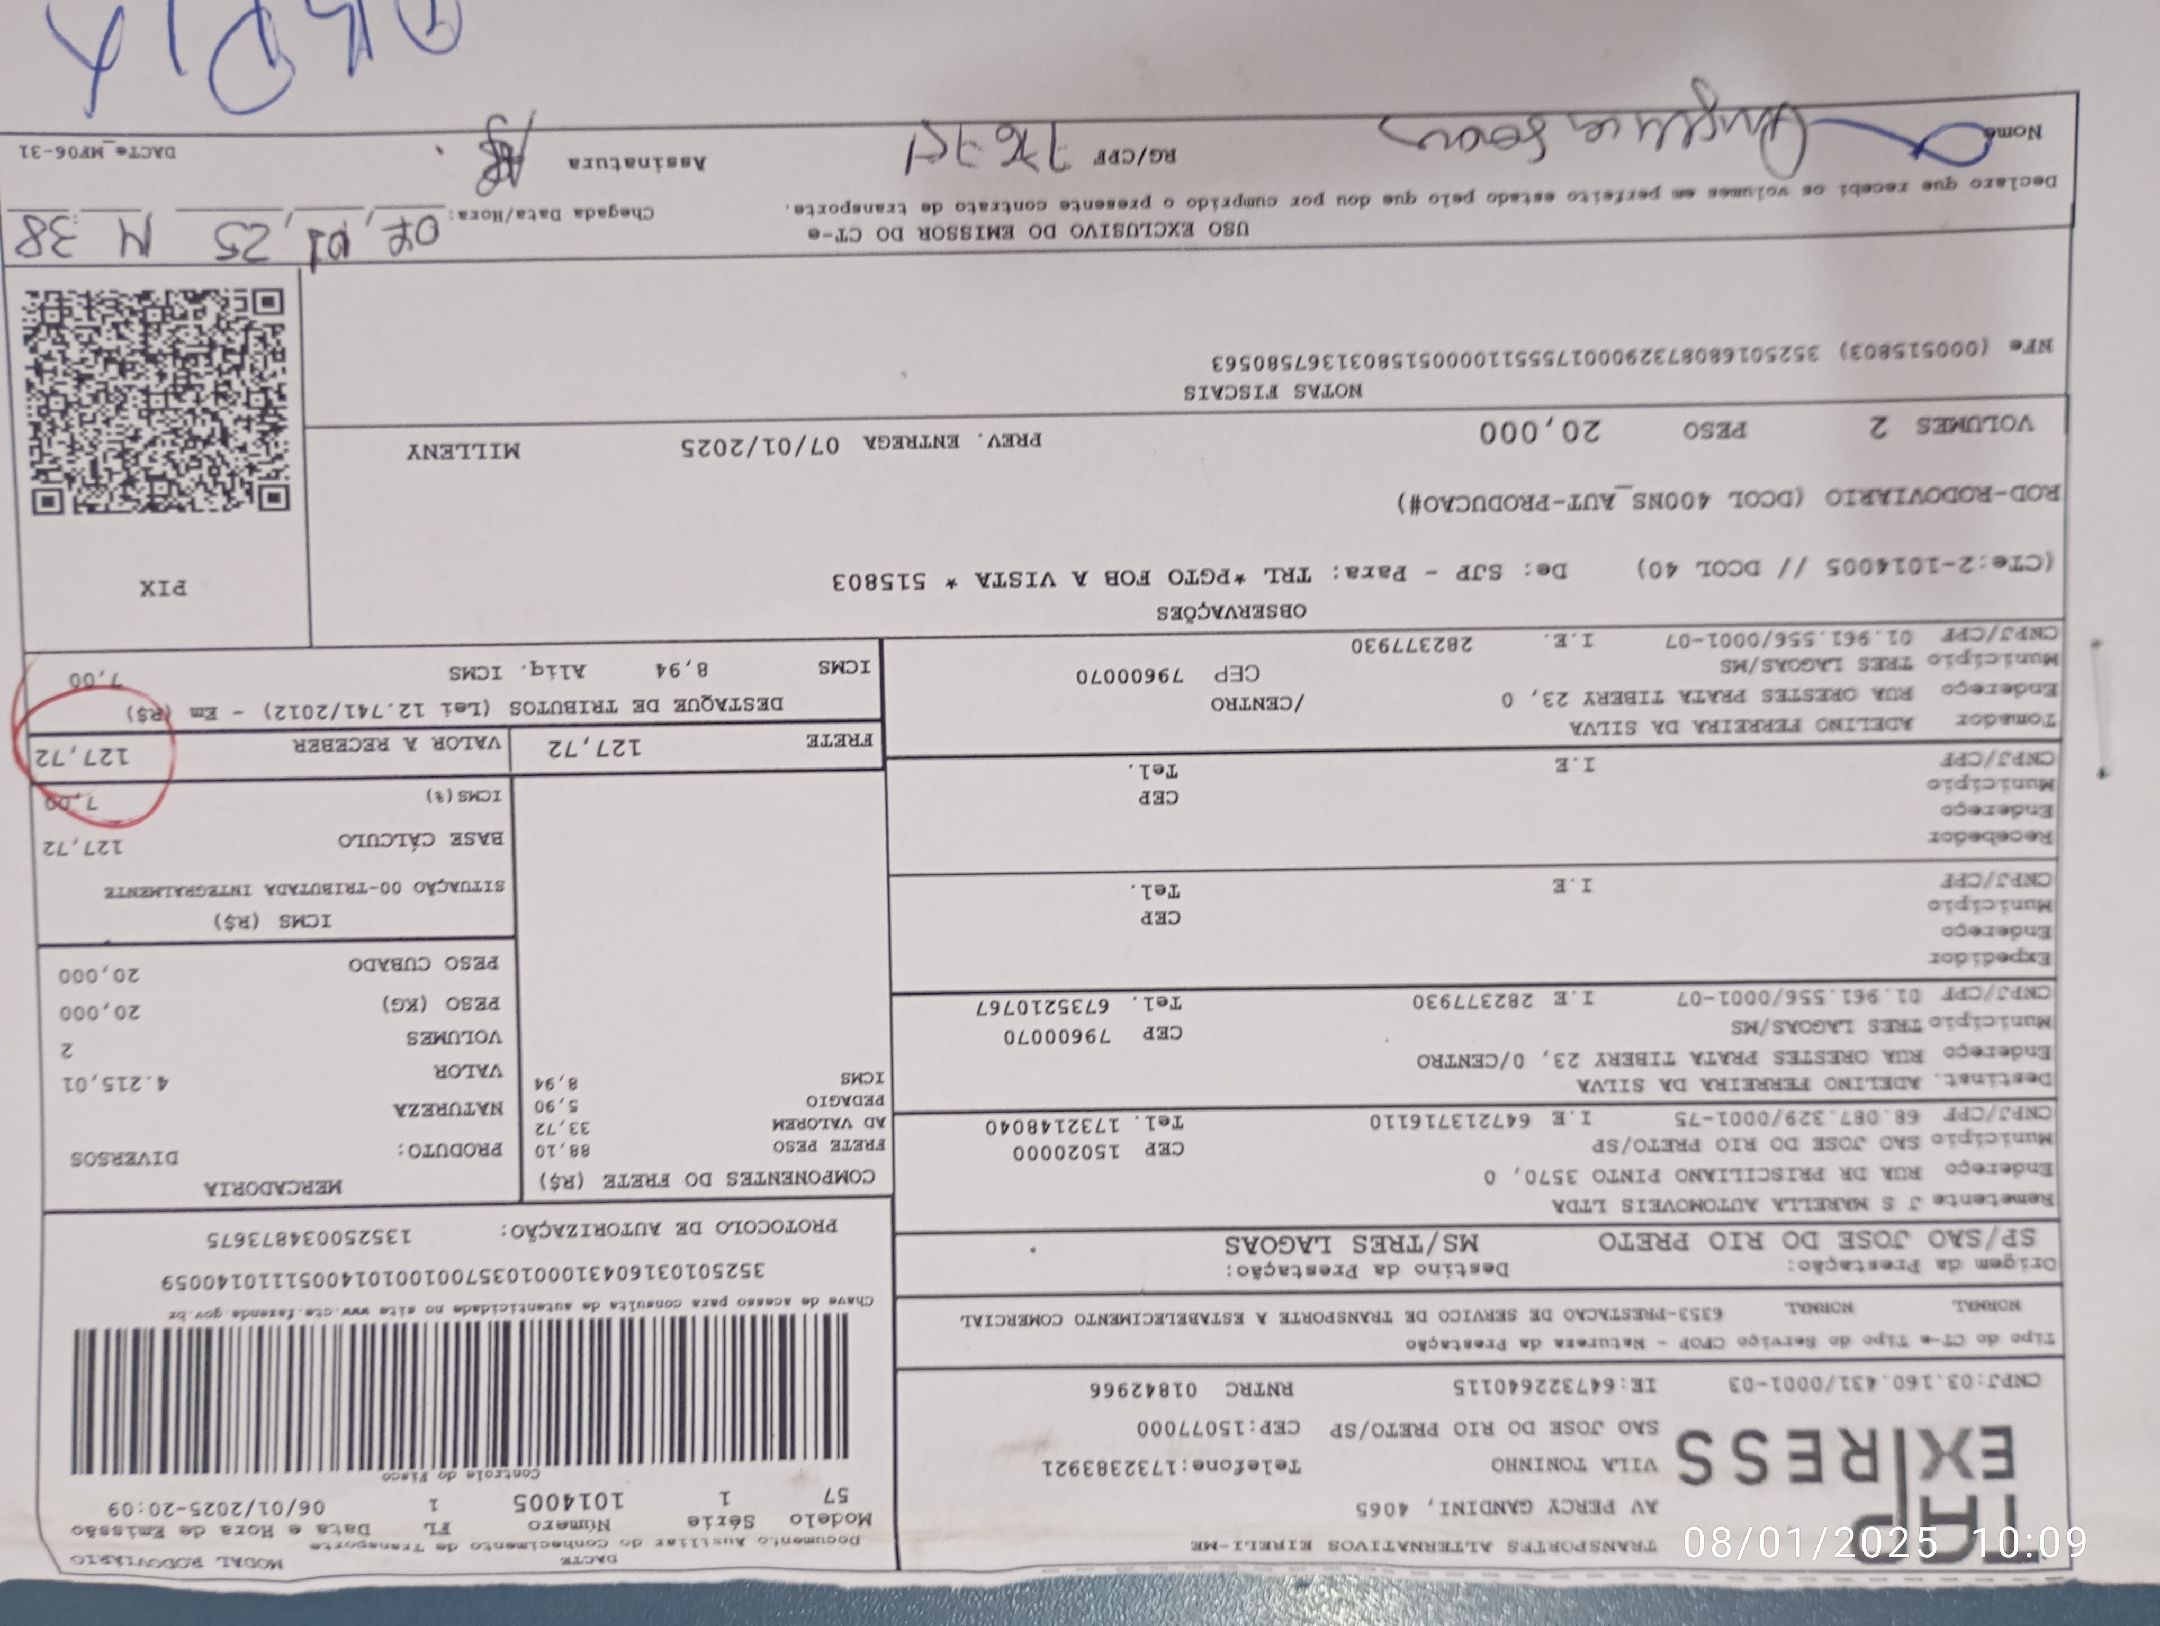 TAP
EXPRESS
TRANSPORTES ALTERNATIVOS EIRELI-ME
AV PERCY GANDINI, 4065
VILA TONINHO Telefone:1732383921
SAO JOSE DO RIO PRETO/SP CEP:15077000
CNPJ:03.160.431/0001-03 IE:647322640115 RNTRC 01842966
DACTE MODAL RODOVIÁRIO
Documento Auxiliar do Conhecimento de Transporte
Modelo Série Número FL Data e Hora de Emissão
57 1 1014005 1 06/01/2025-20:09
Controle do Fisco
Chave de acesso para consulta de autenticidade no site www.cte.fazenda.gov.br
PROTOCOLO DE AUTORIZAÇÃO: 135250034873675
Tipo do CT-e Tipo do Serviço CFOP - Natureza da Prestação
NORMAL NORMAL 6353-PRESTACAO DE SERVICO DE TRANSPORTE A ESTABELECIMENTO COMERCIAL
Origem da Prestação: Destino da Prestação:
SP/SAO JOSE DO RIO PRETO MS/TRES LAGOAS
Remetente J S MARELLA AUTOMOVEIS LTDA
Endereço RUA DR PRISCILIANO PINTO 3570, 0
Município SAO JOSE DO RIO PRETO/SP CEP 15020000
CNPJ/CPF 68.087.329/0001-75 I.E 647213716110 Tel. 1732148040
Destinat. ADELINO FERREIRA DA SILVA
Endereço RUA ORESTES PRATA TIBERY 23, 0/CENTRO
Município TRES LAGOAS/MS CEP 79600070
CNPJ/CPF 01.961.556/0001-07 I.E 282377930 Tel. 6735210767
Expedidor
Endereço
Município CEP
CNPJ/CPF I.E Tel.
Recebedor
Endereço
Município CEP
CNPJ/CPF I.E Tel.
Tomador ADELINO FERREIRA DA SILVA
Endereço RUA ORESTES PRATA TIBERY 23, 0 /CENTRO
Município TRES LAGOAS/MS CEP 79600070
CNPJ/CPF 01.961.556/0001-07 I.E. 282377930
COMPONENTES DO FRETE (R$)
FRETE PESO 88,10
AD VALOREM 33,72
PEDAGIO 5,90
ICMS 8,94
MERCADORIA
PRODUTO: DIVERSOS
NATUREZA
VALOR 4.215,01
VOLUMES 2
PESO (KG) 20,000
PESO CUBADO 20,000
ICMS (R$)
SITUAÇÃO 00-TRIBUTADA INTEGRALMENTE
BASE CÁLCULO 127,72
ICMS(%) 7,00
FRETE 127,72 VALOR A RECEBER 127,72
DESTAQUE DE TRIBUTOS (Lei 12.741/2012) - Em (R$)
ICMS 8,94 Aliq. ICMS 7,00
OBSERVAÇÕES
(CTe:2-1014005 // DCOL 40) De: SJP - Para: TRL *PGTO FOB A VISTA * 515803
ROD-RODOVIARIO (DCOL 400NS_AUT-PRODUCAO#)
VOLUMES 2 PESO 20,000 PREV. ENTREGA 07/01/2025 MILLENY
PIX
NOTAS FISCAIS
NFe (000515803) 3525016808732900017555110005158031367580563
USO EXCLUSIVO DO EMISSOR DO CT-e
Declaro que recebi os volumes em perfeito estado pelo que dou por cumprido o presente contrato de transporte.
Chegada Data/Hora: 25 14:38
Nome RG/CPF Assinatura
DACTe_MF06-31
08/01/2025 10:09